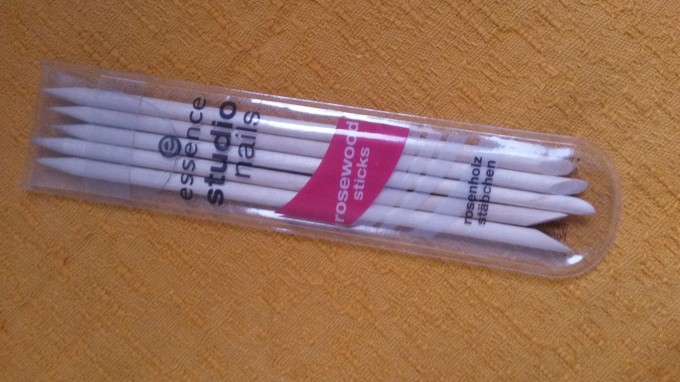 essence
studio
nails
rosewood
sticks
rosenholz
stäbchen